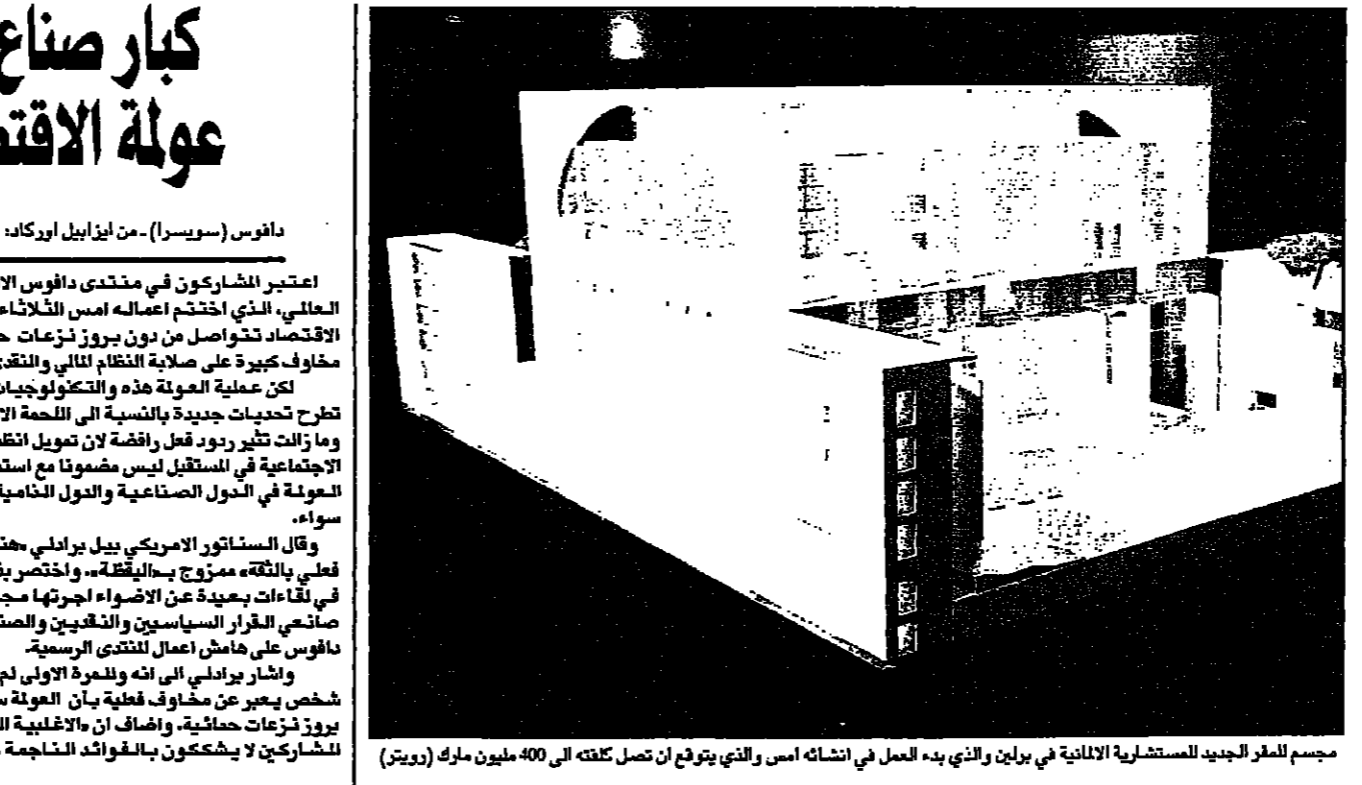 كبار صناع
عولمة الاقتص
دافوس (سويسرا) ـ من ايزابيل اوركاد:
اعتبر المشاركون في منتدى دافوس الا
العالمي، الذي اختتم اعماله امس الثلاثاء
الاقتصاد تتواصل من دون بروز نزعات ح
مخاوف كبيرة على صلابة النظام المالي والنقدي
لكن عملية العولمة هذه والتكنولوجيات
تطرح تحديات جديدة بالنسبة الى اللحمة الا
وما زالت تثير ردود فعل رافضة لان تمويل انظ
الاجتماعية في المستقبل ليس مضمونا مع است
العولمة في الدول الصناعية والدول النامية
سواء.
وقال السناتور الامريكي بيل برادلي «هنا
فعلي بالثقة» ممزوج بـ«اليقظة». واختصر بذ
في لقاءات بعيدة عن الاضواء اجرتها مج
صانعي القرار السياسيين والنقديين والصنا
دافوس على هامش اعمال المنتدى الرسمية.
واشار برادلي الى انه وللمرة الاولى لم
شخص يعبر عن مخاوف فعلية بأن العولمة س
بروز نزعات حمائية. واضاف ان «الاغلبية ال
المشاركين لا يشككون بالفوائد الناجمة
مجسم للمقر الجديد للمستشارية الالمانية في برلين والذي بدء العمل في انشائه امس والذي يتوقع ان تصل كلفته الى 400 مليون مارك (رويتر)